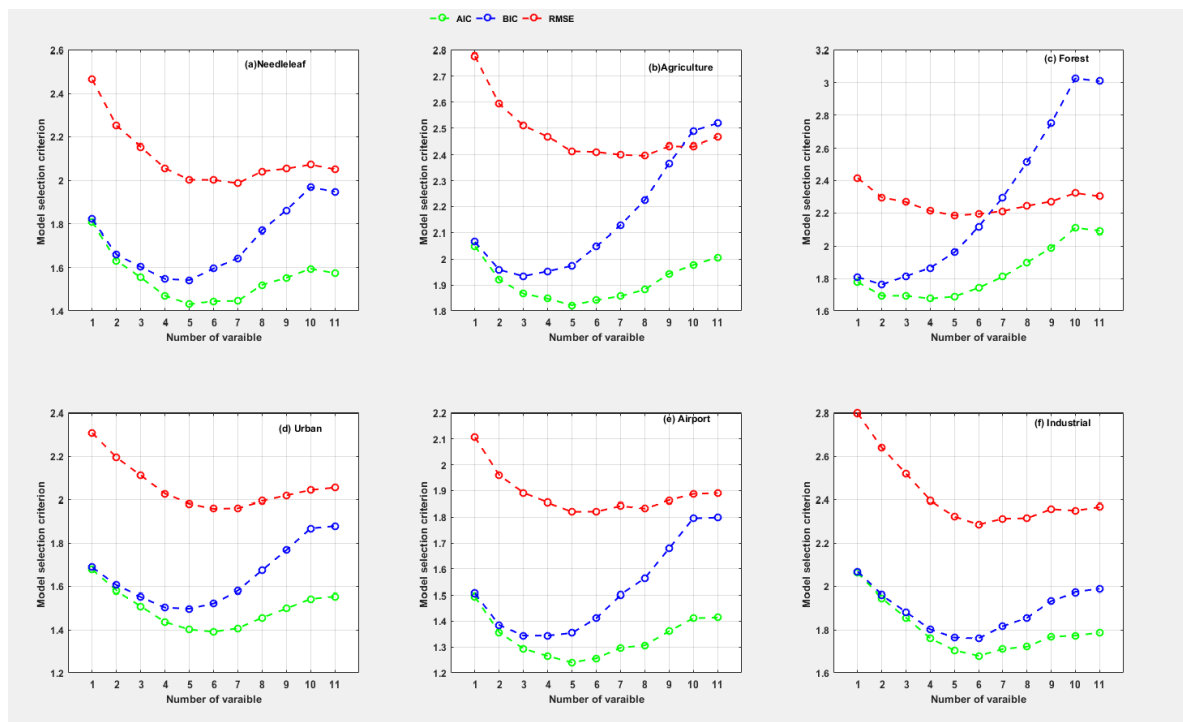 AIC BIC RMSE
(a)Needleleaf
Model selection criterion
2.6
2.4
2.2
2
1.8
1.6
1.4
1 2 3 4 5 6 7 8 9 10 11
Number of varaible
(b)Agriculture
Model selection criterion
2.8
2.7
2.6
2.5
2.4
2.3
2.2
2.1
2
1.9
1.8
1 2 3 4 5 6 7 8 9 10 11
Number of varaible
(c) Forest
Model selection criterion
3.2
3
2.8
2.6
2.4
2.2
2
1.8
1.6
1 2 3 4 5 6 7 8 9 10 11
Number of varaible
(d) Urban
Model selection criterion
2.4
2.2
2
1.8
1.6
1.4
1.2
1 2 3 4 5 6 7 8 9 10 11
Number of varaible
(e) Airport
Model selection criterion
2.2
2.1
2
1.9
1.8
1.7
1.6
1.5
1.4
1.3
1.2
1 2 3 4 5 6 7 8 9 10 11
Number of varaible
(f) Industrial
Model selection criterion
2.8
2.6
2.4
2.2
2
1.8
1.6
1 2 3 4 5 6 7 8 9 10 11
Number of varaible